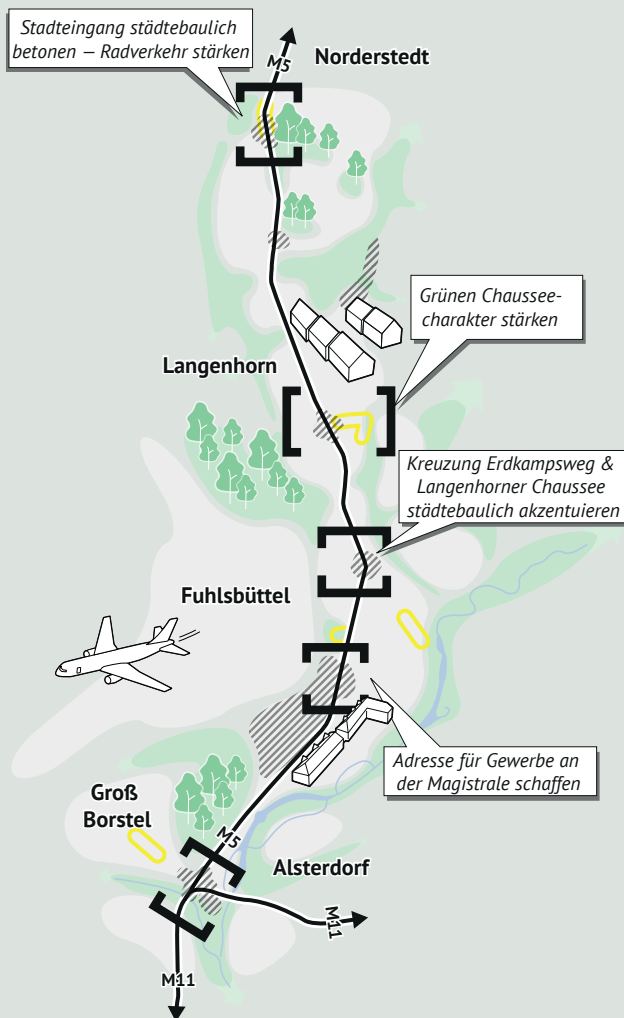 Stadteingang städtebaulich
betonen – Radverkehr stärken
M5
Norderstedt
Grünen Chaussee-
charakter stärken
Langenhorn
Kreuzung Erdkampsweg &
Langenhorner Chaussee
städtebaulich akzentuieren
Fuhlsbüttel
Adresse für Gewerbe an
der Magistrale schaffen
Groß
Borstel
M5
Alsterdorf
M11
M11